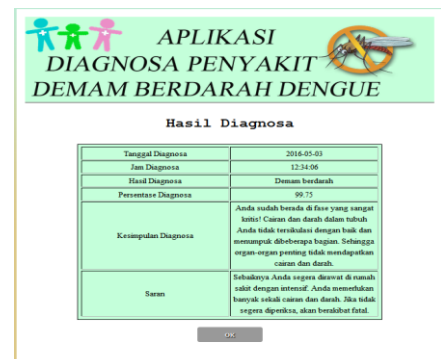 APLIKASI
DIAGNOSA PENYAKIT
DEMAM BERDARAH DENGUE
Hasil Diagnosa
Tanggal Diagnosa 2016-05-03
Jam Diagnosa 12:34:06
Hasil Diagnosa Demam berdarah
Persentase Diagnosa 99.75
Kesimpulan Diagnosa
Anda sudah berada di fase yang sangat
kritis! Cairan dan darah dalam tubuh
Anda tidak tersikulasi dengan baik dan
menumpuk dibeberapa bagian. Sehingga
organ-organ penting tidak mendapatkan
cairan dan darah.
Saran
Sebaiknya Anda segera dirawat di rumah
sakit dengan intensif. Anda memerlukan
banyak sekali cairan dan darah. Jika tidak
segera diperiksa, akan berakibat fatal.
OK